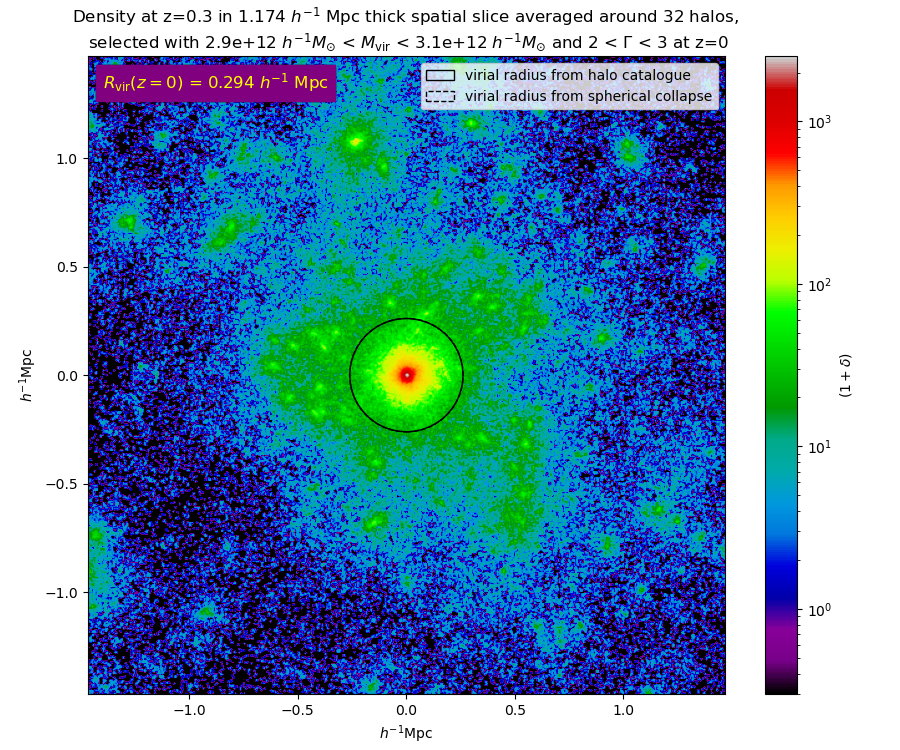 Density at z=0.3 in 1.174 h⁻¹ Mpc thick spatial slice averaged around 32 halos,
selected with 2.9e+12 h⁻¹M⊙ < Mvir < 3.1e+12 h⁻¹M⊙ and 2 < Γ < 3 at z=0
Rvir(z = 0) = 0.294 h⁻¹ Mpc
virial radius from halo catalogue
virial radius from spherical collapse
1.0
0.5
0.0
−0.5
−1.0
h⁻¹Mpc
−1.0 −0.5 0.0 0.5 1.0
h⁻¹Mpc
10³
10²
10¹
10⁰
(1 + δ)